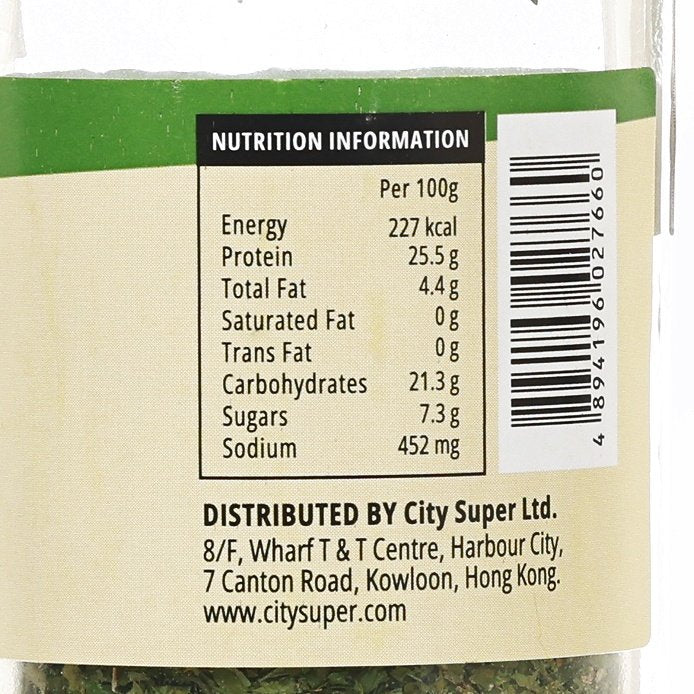 NUTRITION INFORMATION
Per 100g
Energy 227 kcal
Protein 25.5 g
Total Fat 4.4 g
Saturated Fat 0 g
Trans Fat 0 g
Carbohydrates 21.3 g
Sugars 7.3 g
Sodium 452 mg
4 894196 027660
DISTRIBUTED BY City Super Ltd.
8/F, Wharf T & T Centre, Harbour City,
7 Canton Road, Kowloon, Hong Kong.
www.citysuper.com